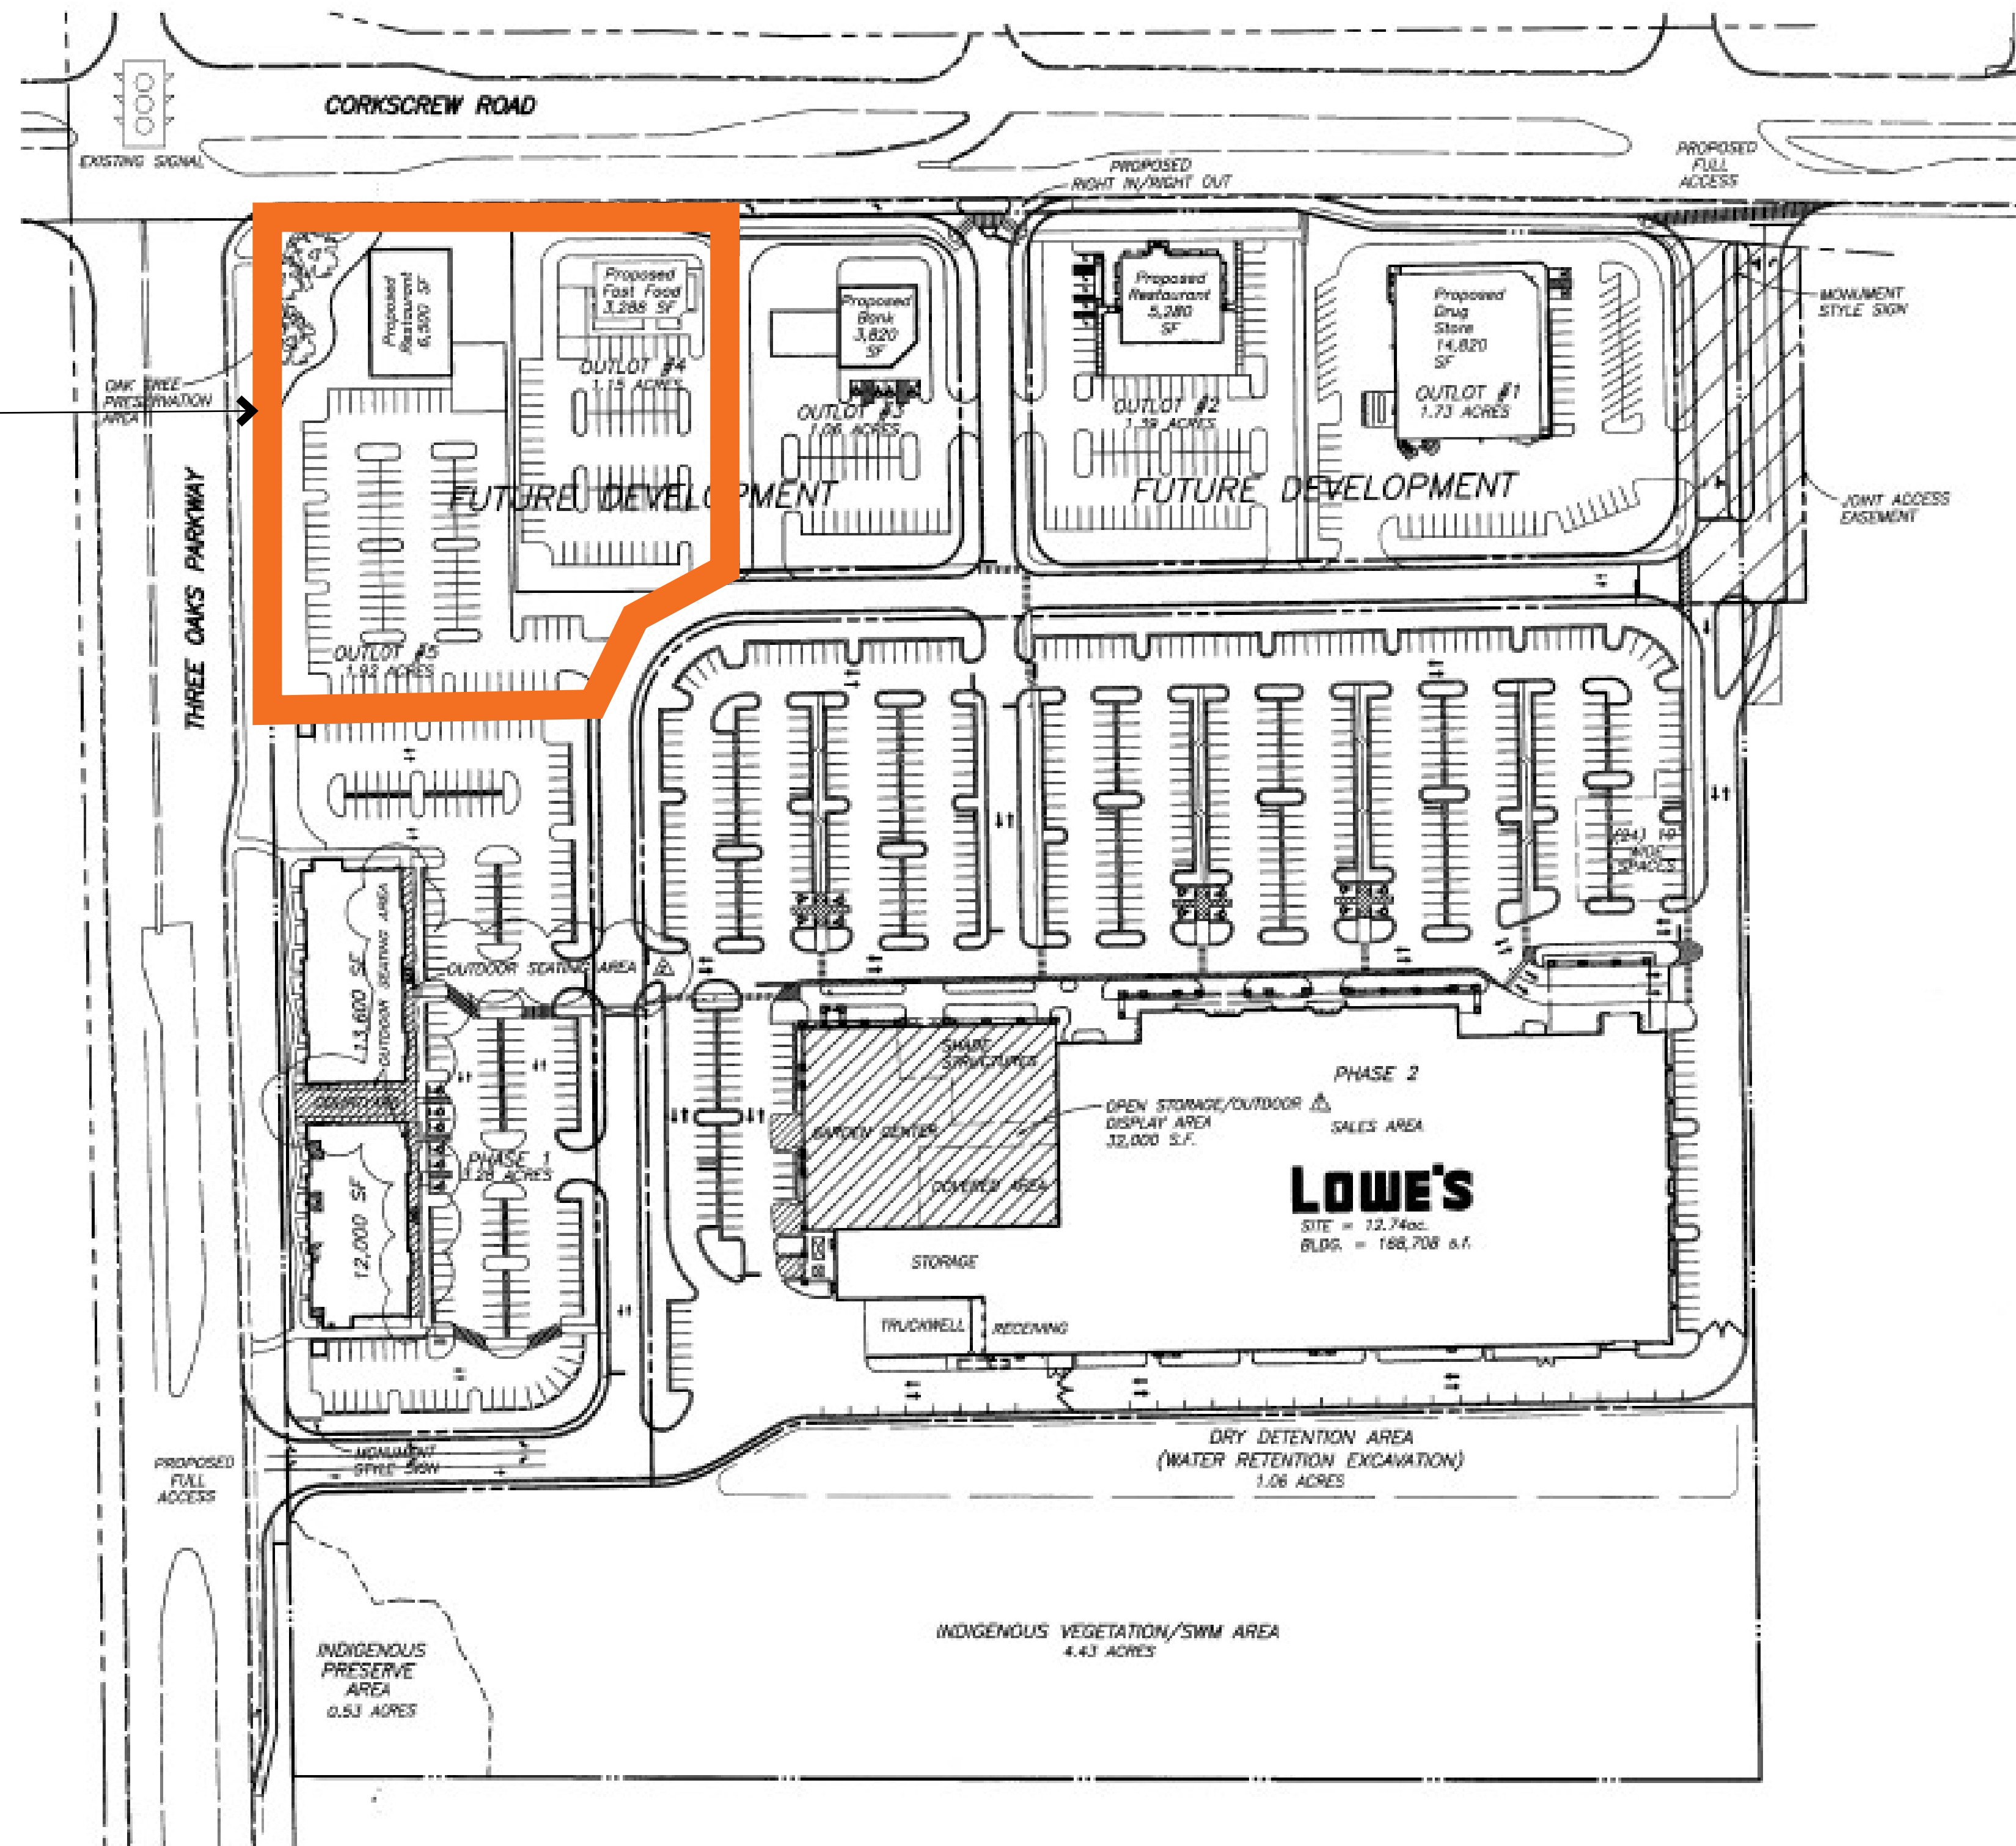 CORKSCREW ROAD
EXISTING SIGNAL
PROPOSED
RIGHT IN/RIGHT OUT
PROPOSED
FULL
ACCESS
Proposed
Restaurant
6,500 SF
Proposed
Fast Food
3,288 SF
OUTLOT #4
1.15 ACRES
Proposed
Bank
3,820
SF
OUTLOT #3
1.06 ACRES
Proposed
Restaurant
5,280
SF
OUTLOT #2
ACRES
Proposed
Drug
Store
14,820
SF
OUTLOT #1
1.73 ACRES
MONUMENT
STYLE SIGN
OAK TREE
PRESERVATION
AREA
FUTURE DEVELOPMENT
FUTURE DEVELOPMENT
JOINT ACCESS
EASEMENT
THREE OAKS PARKWAY
OUTLOT #5
1.92 ACRES
WIDE
SPACES
13,600 SF
OUTDOOR SEATING AREA
OUTDOOR SEATING AREA
COURTYARD
12,000 SF
PHASE 1
3.28 ACRES
SHADE
STRUCTURES
GARDEN CENTER
COVERED AREA
OPEN STORAGE/OUTDOOR
DISPLAY AREA
32,000 S.F.
PHASE 2
SALES AREA
LOWE'S
SITE = 12.74ac.
BLDG. = 168,708 s.f.
STORAGE
TRUCKWELL
RECEIVING
MONUMENT
STYLE SIGN
PROPOSED
FULL
ACCESS
DRY DETENTION AREA
(WATER RETENTION EXCAVATION)
1.06 ACRES
INDIGENOUS
PRESERVE
AREA
0.53 ACRES
INDIGENOUS VEGETATION/SWM AREA
4.43 ACRES